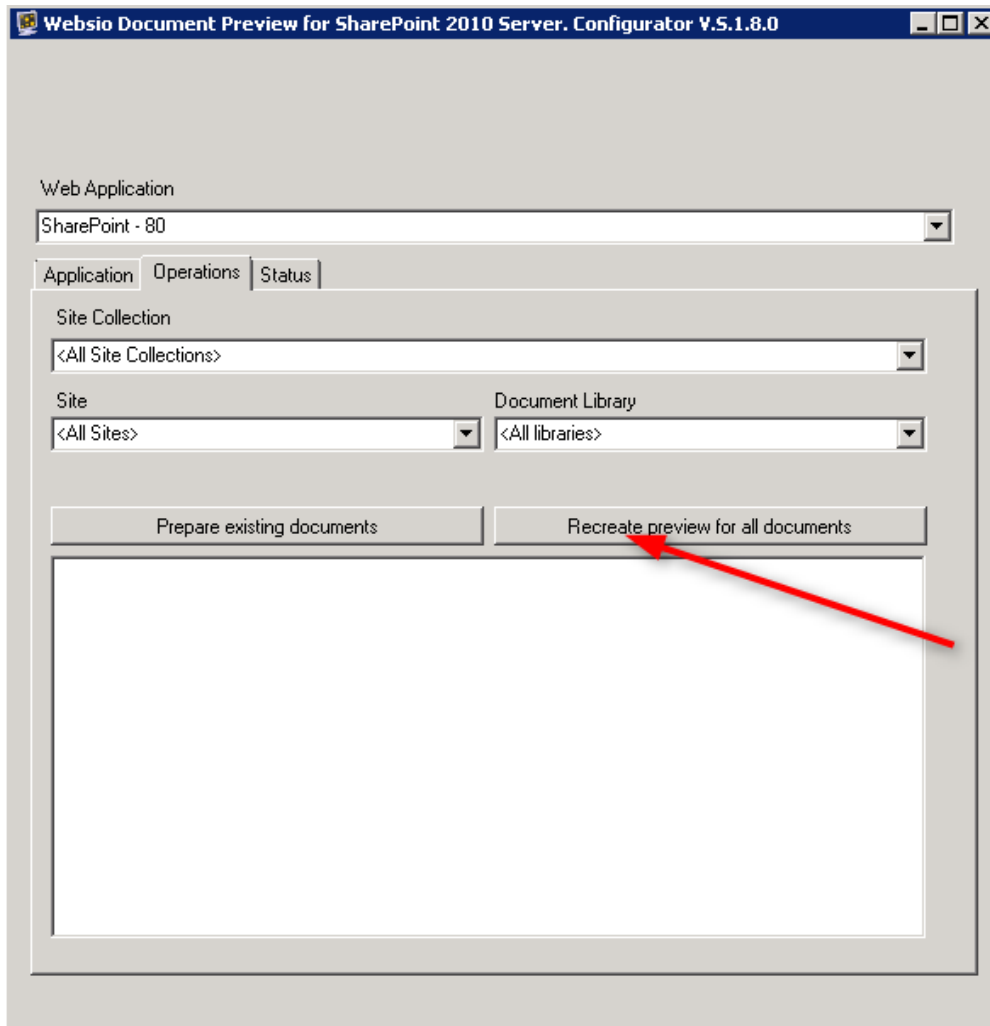 Websio Document Preview for SharePoint 2010 Server. Configurator V.5.1.8.0
Web Application
SharePoint - 80
Application Operations Status
Site Collection
<All Site Collections>
Site Document Library
<All Sites> <All libraries>
Prepare existing documents Recreate preview for all documents